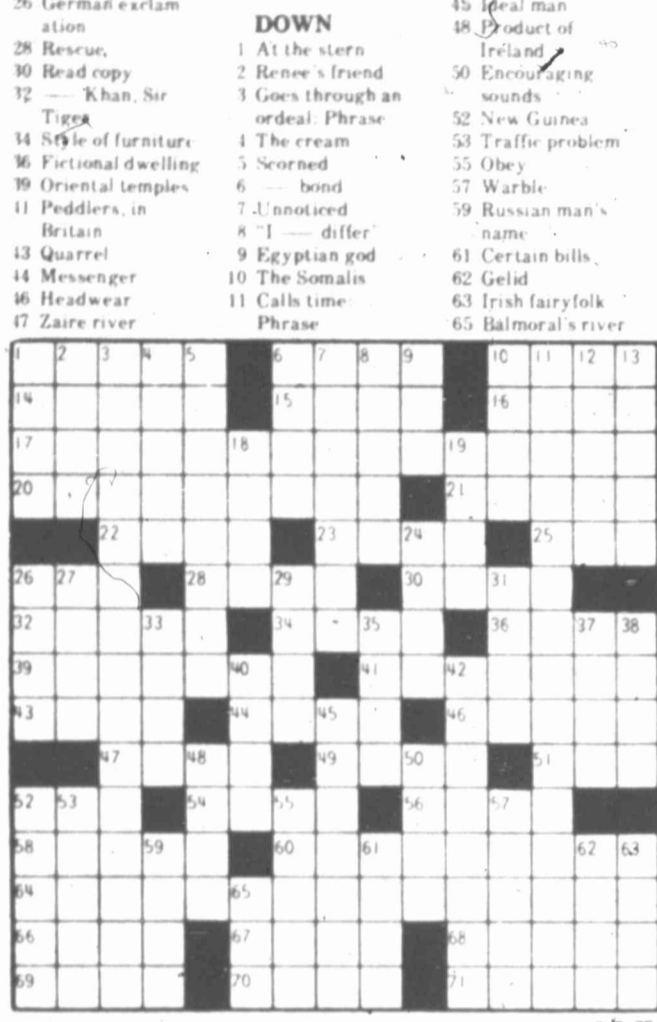 26 German exclam
ation
28 Rescue,
30 Read copy
32 — Khan, Sir
Tiger
34 Style of furniture
36 Fictional dwelling
39 Oriental temples
41 Peddlers, in
Britain
43 Quarrel
44 Messenger
46 Headwear
47 Zaire river
DOWN
1 At the stern
2 Renee's friend
3 Goes through an
ordeal: Phrase
4 The cream
5 Scorned
6 — bond
7 Unnoticed
8 "I — differ"
9 Egyptian god
10 The Somalis
11 Calls time:
Phrase
45 Ideal man
48 Product of
Ireland
50 Encouraging
sounds
52 New Guinea
53 Traffic problem
55 Obey
57 Warble
59 Russian man's
name
61 Certain bills
62 Gelid
63 Irish fairyfolk
65 Balmoral's river
1 2 3 4 5 6 7 8 9 10 11 12 13
14 15 16
17 18 19
20 21
22 23 24 25
26 27 28 29 30 31
32 33 34 35 36 37 38
39 40 41 42
43 44 45 46
47 48 49 50 51
52 53 54 55 56 57
58 59 60 61 62 63
64 65
66 67 68
69 70 71